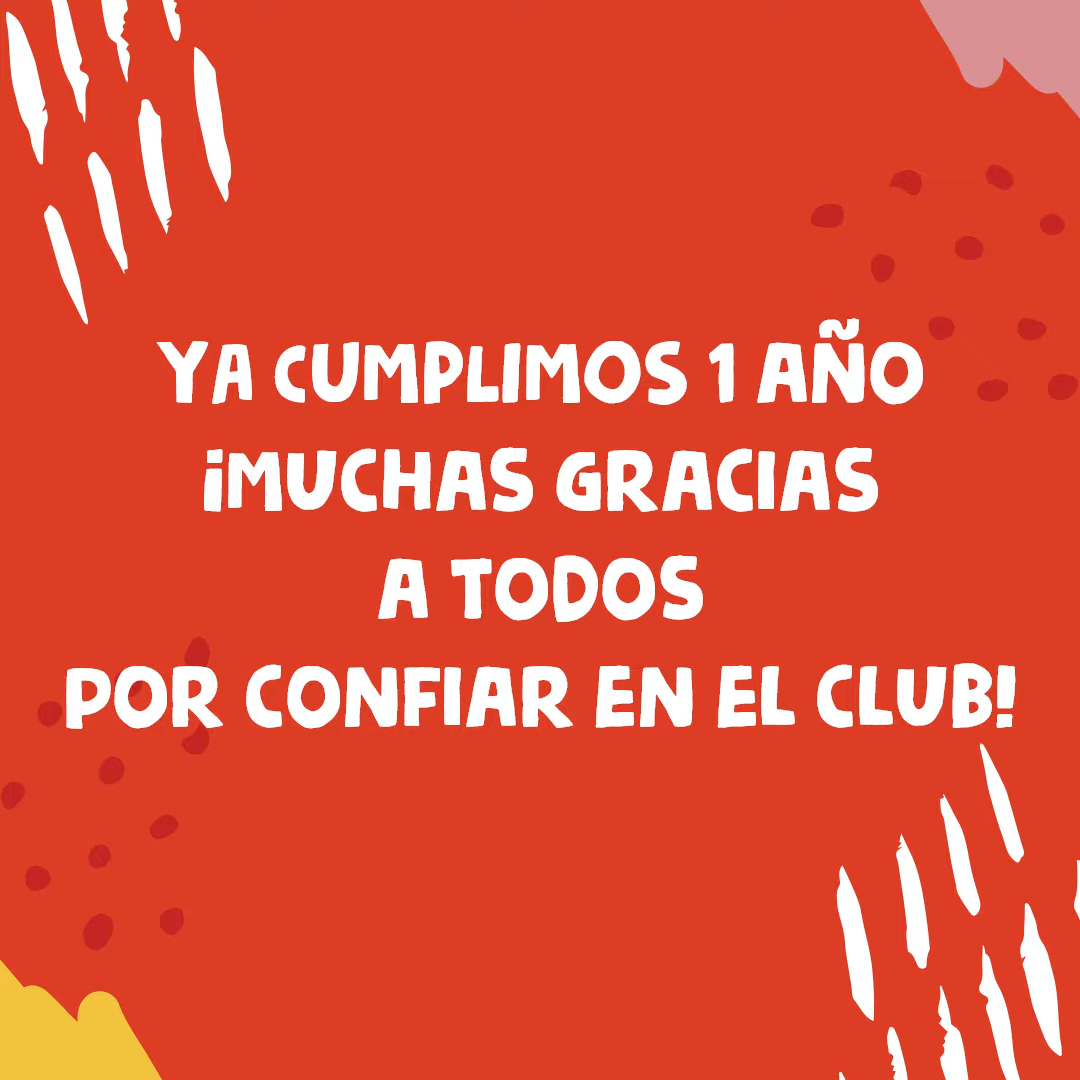 YA CUMPLIMOS 1 AÑO
¡MUCHAS GRACIAS
A TODOS
POR CONFIAR EN EL CLUB!